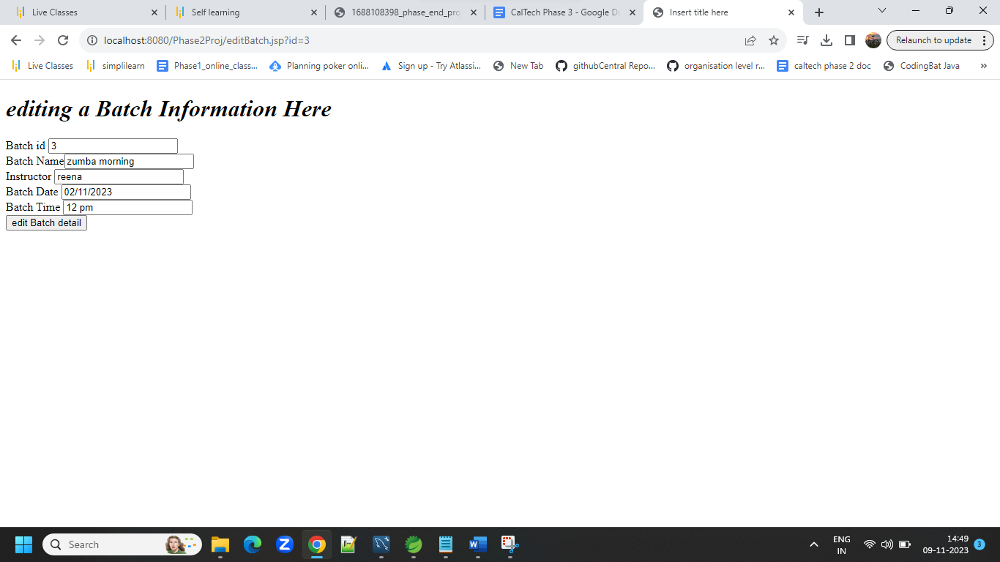 Live Classes
Self learning
1688108398_phase_end_pro
CalTech Phase 3 - Google Do
Insert title here
localhost:8080/Phase2Proj/editBatch.jsp?id=3
Relaunch to update
Live Classes
simplilearn
Phase1_online_class...
Planning poker onli...
Sign up - Try Atlassi...
New Tab
githubCentral Repo...
organisation level r...
caltech phase 2 doc
CodingBat Java
»
editing a Batch Information Here
Batch id 3
Batch Name zumba morning
Instructor reena
Batch Date 02/11/2023
Batch Time 12 pm
edit Batch detail
Search
ENG
IN
14:49
09-11-2023
3